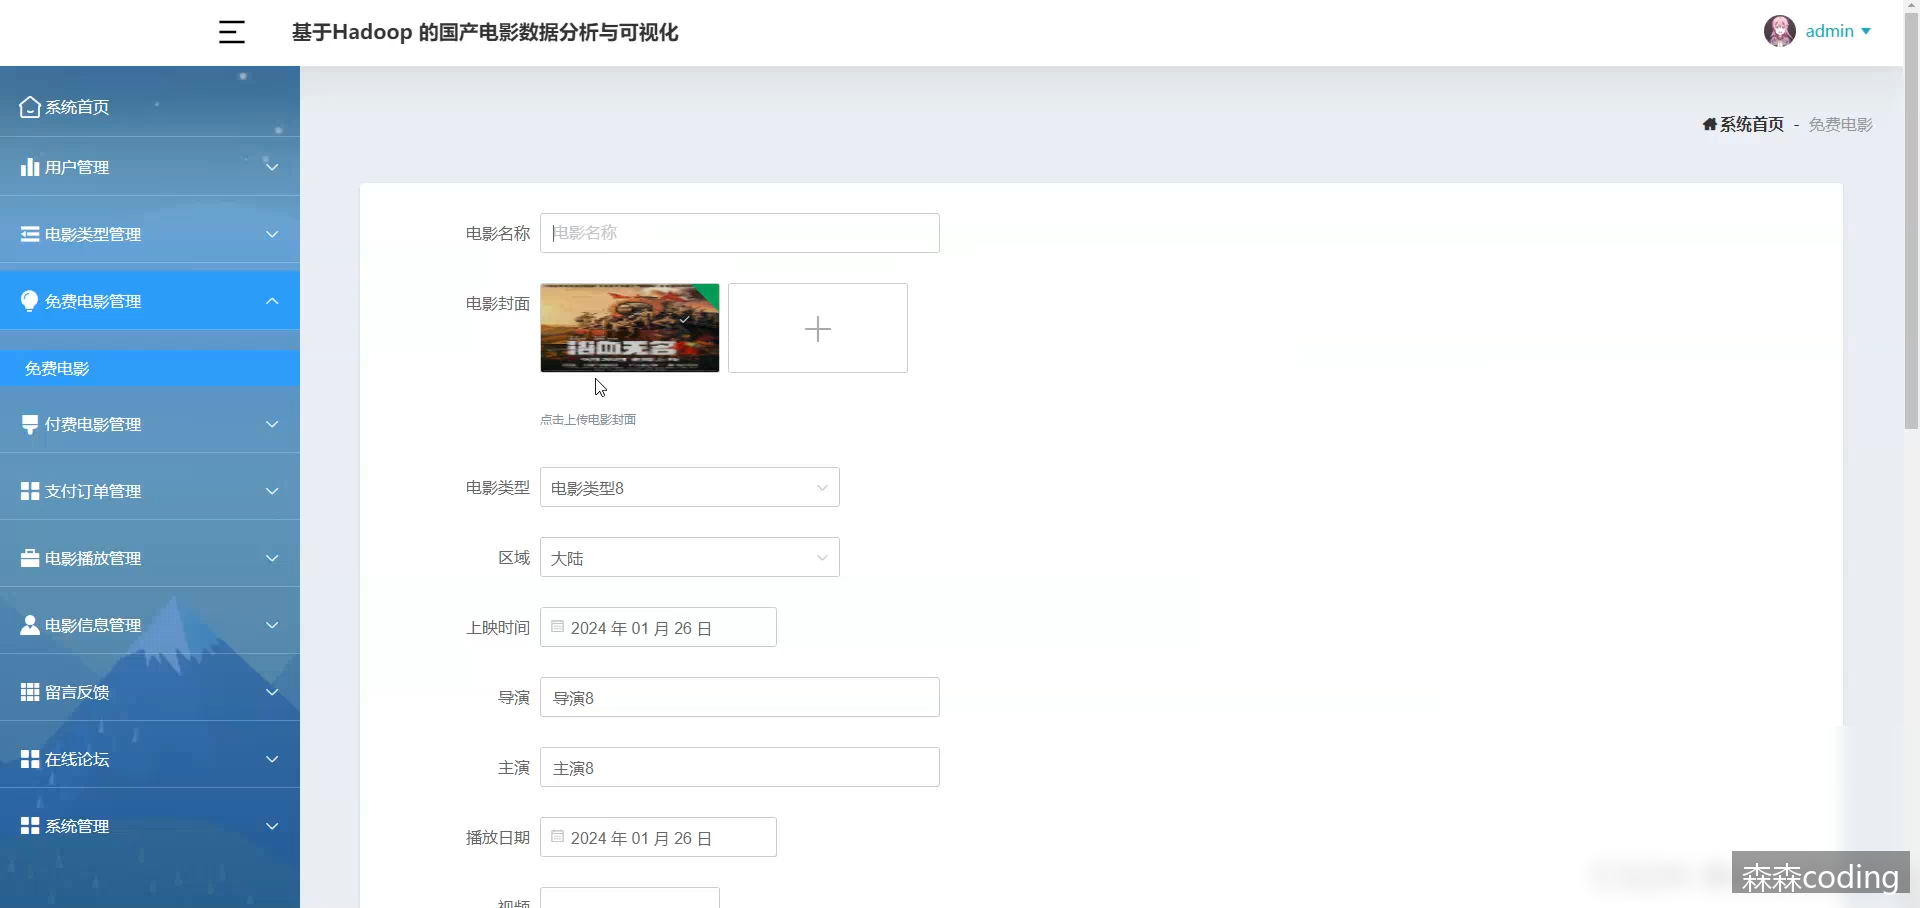 基于Hadoop 的国产电影数据分析与可视化
admin
系统首页
用户管理
电影类型管理
免费电影管理
免费电影
付费电影管理
支付订单管理
电影播放管理
电影信息管理
留言反馈
在线论坛
系统管理
系统首页 - 免费电影
电影名称 电影名称
电影封面
点击上传电影封面
电影类型 电影类型8
区域 大陆
上映时间 2024 年 01 月 26 日
导演 导演8
主演 主演8
播放日期 2024 年 01 月 26 日
视频
森森coding